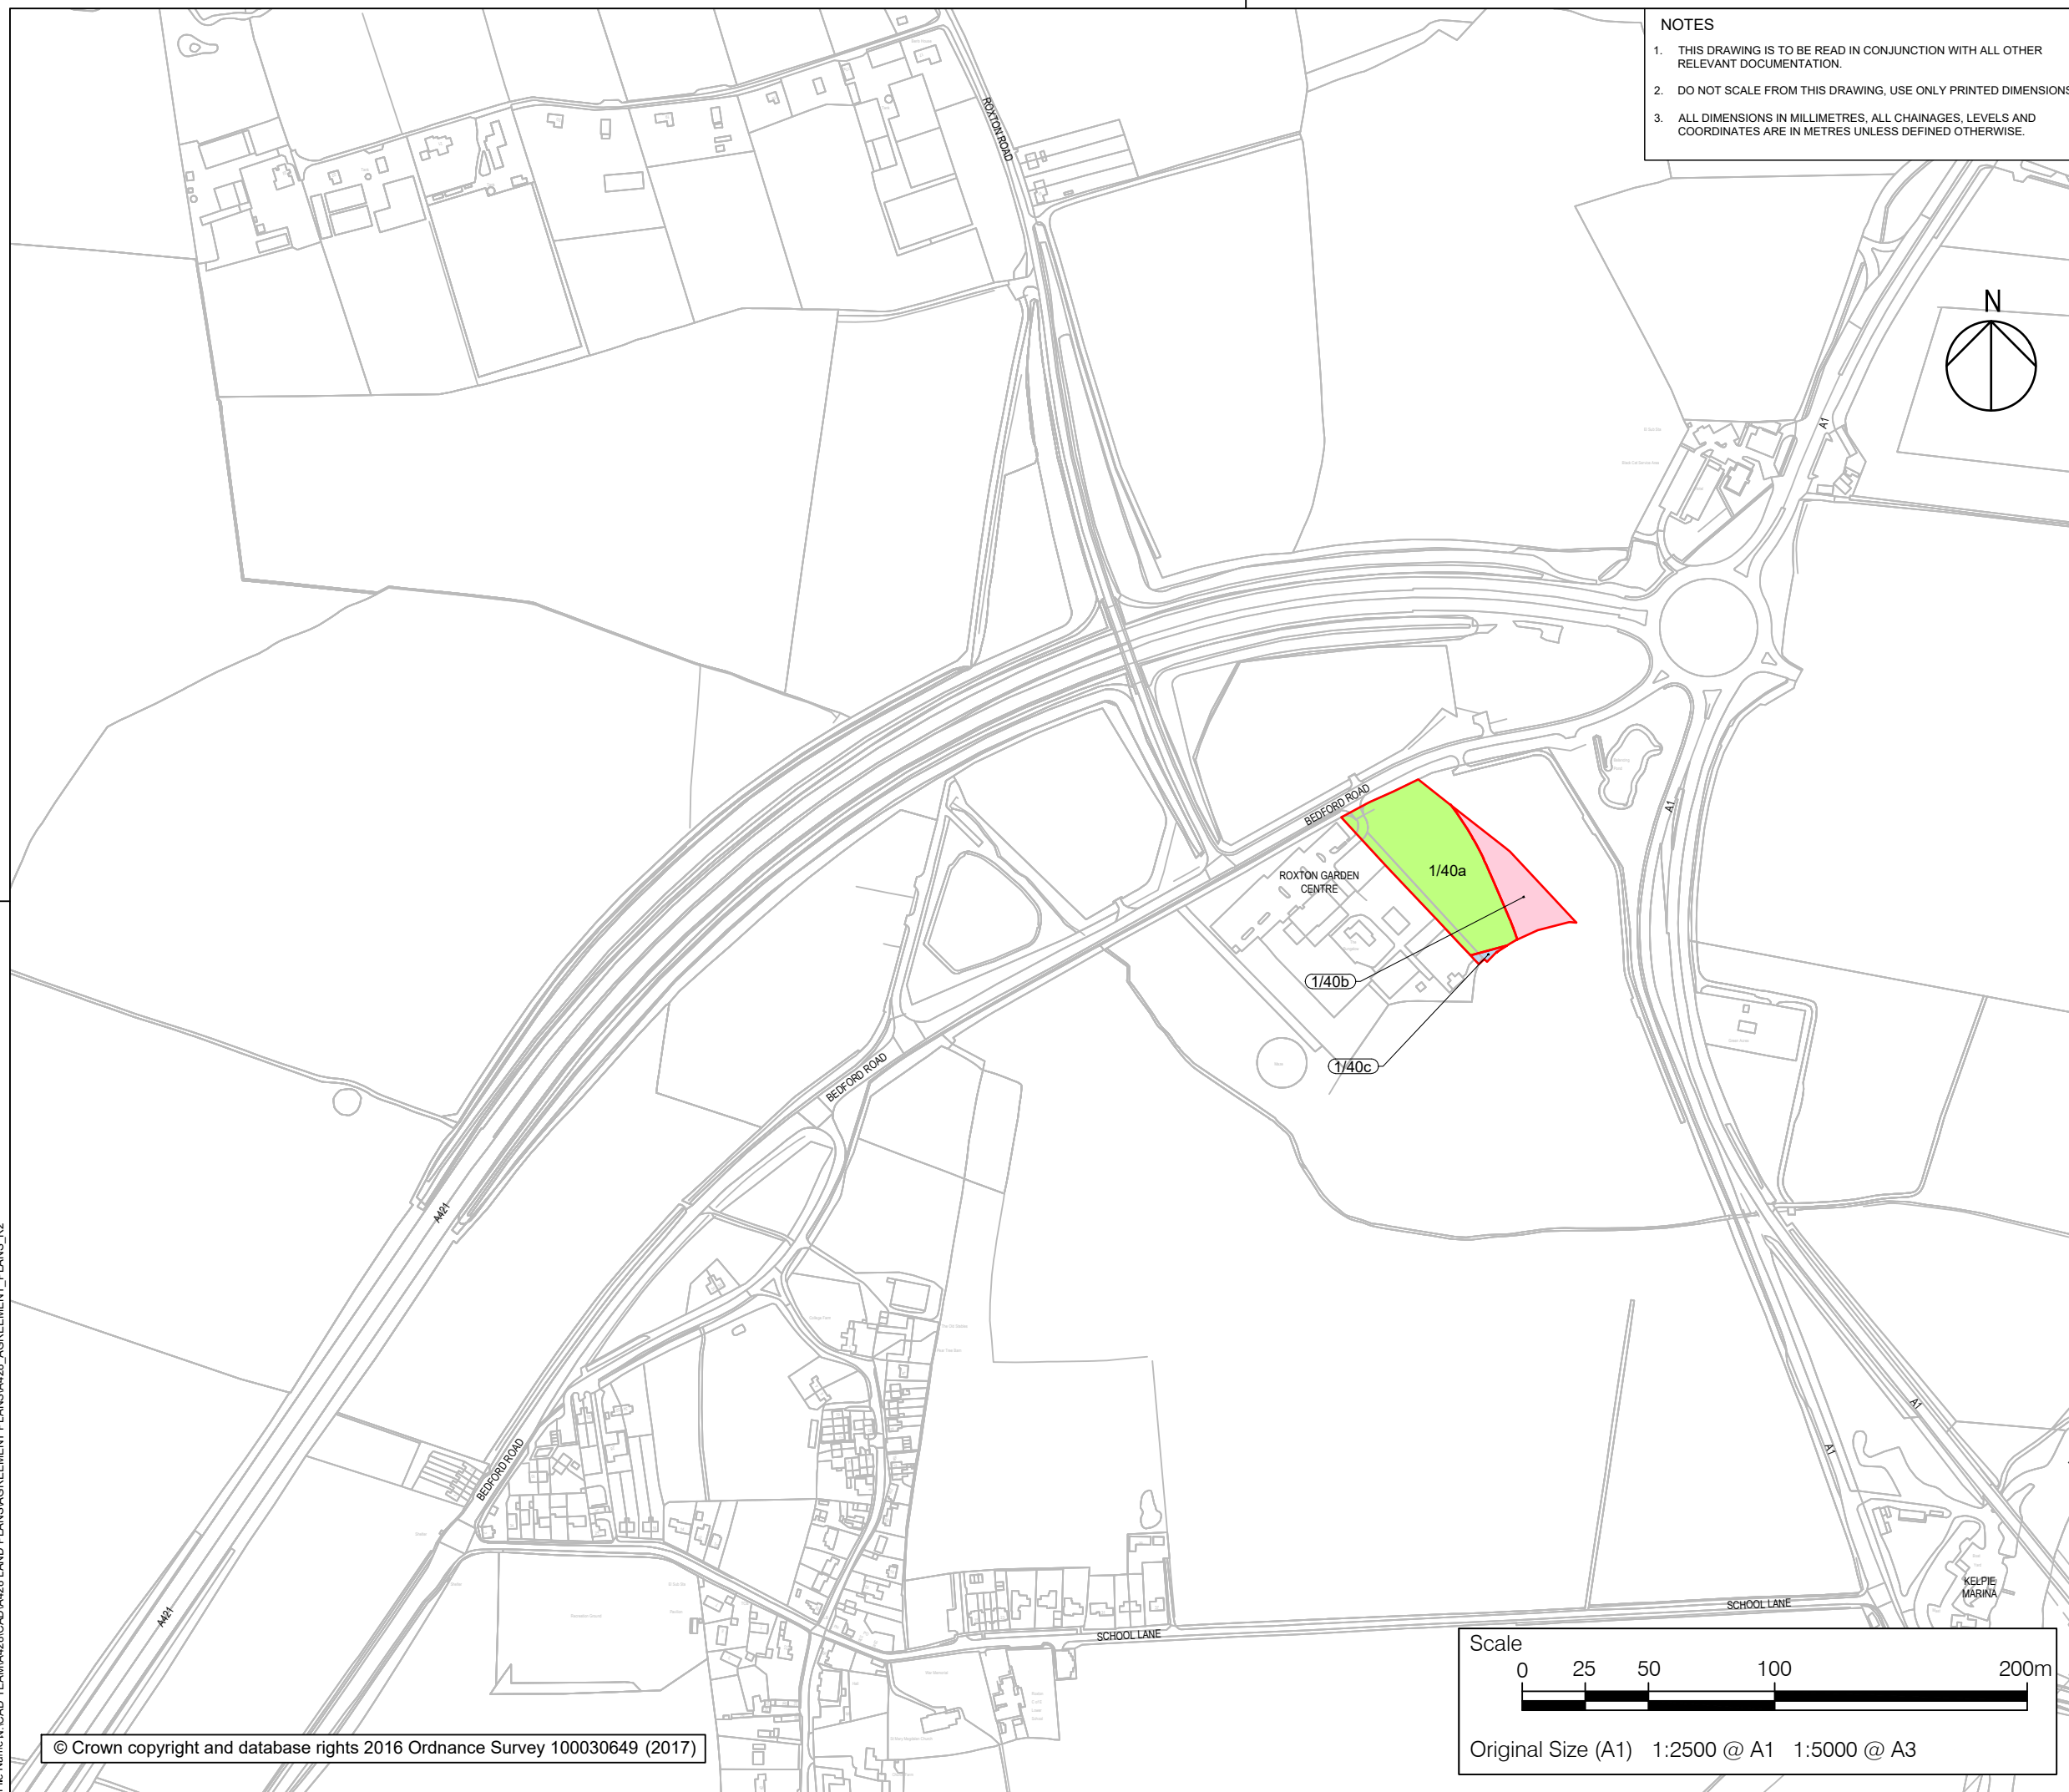 NOTES
1. THIS DRAWING IS TO BE READ IN CONJUNCTION WITH ALL OTHER
RELEVANT DOCUMENTATION.
2. DO NOT SCALE FROM THIS DRAWING, USE ONLY PRINTED DIMENSIONS
3. ALL DIMENSIONS IN MILLIMETRES, ALL CHAINAGES, LEVELS AND
COORDINATES ARE IN METRES UNLESS DEFINED OTHERWISE.
ROXTON ROAD
N
A1
BEDFORD ROAD
A1
1/40a
ROXTON GARDEN
CENTRE
1/40b
1/40c
BEDFORD ROAD
A421
A1
A1
BEDFORD ROAD
KELPIE
MARINA
A421
SCHOOL LANE
SCHOOL LANE
Scale
0 25 50 100 200m
Original Size (A1) 1:2500 @ A1 1:5000 @ A3
© Crown copyright and database rights 2016 Ordnance Survey 100030649 (2017)